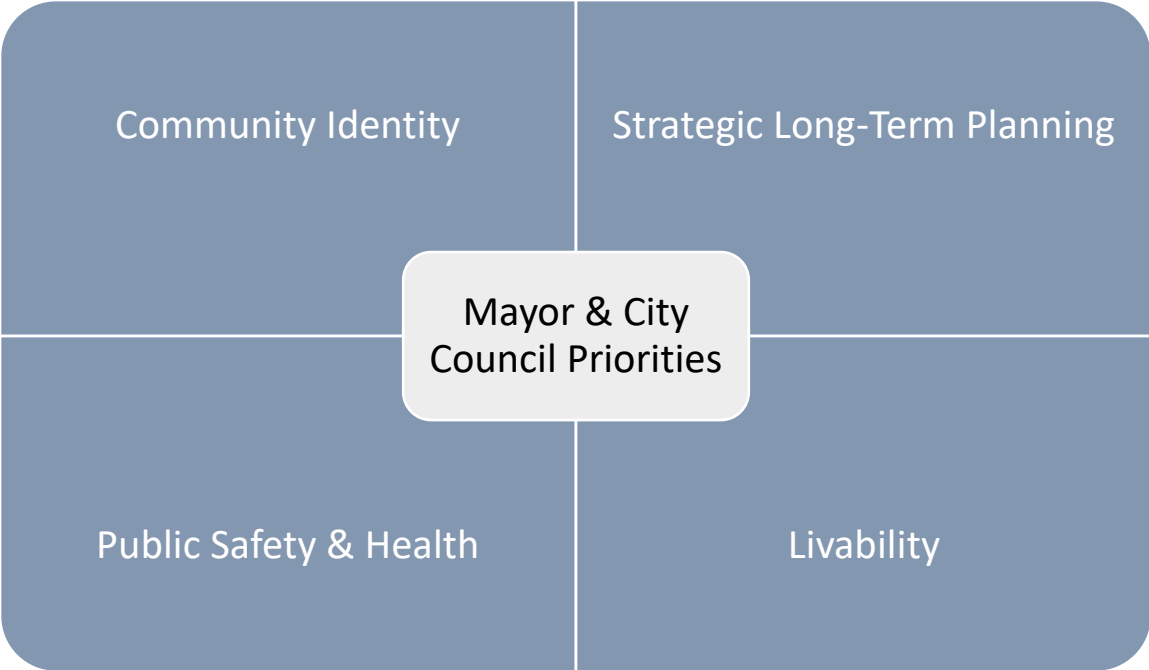 Community Identity
Strategic Long-Term Planning
Mayor & City
Council Priorities
Public Safety & Health
Livability